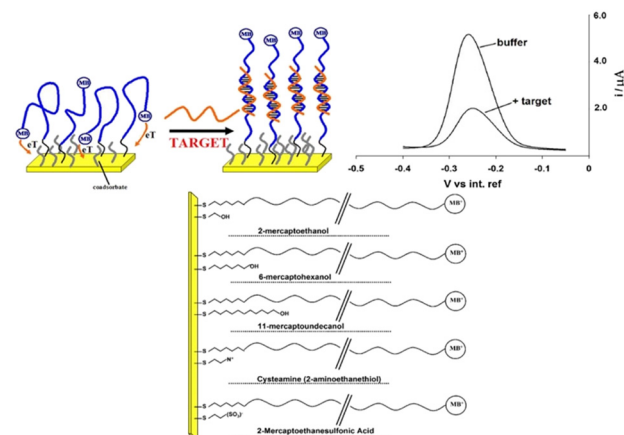 MB
MB
MB
MB
MB
MB
MB
MB
eT
eT
eT
coadsorbate
TARGET
buffer
+ target
6.0
4.0
2.0
0
i / μA
-0.5
-0.4
-0.3
-0.2
-0.1
0
V vs int. ref
S
S
OH
MB⁺
2-mercaptoethanol
S
S
OH
MB⁺
6-mercaptohexanol
S
S
OH
MB⁺
11-mercaptoundecanol
S
S
N⁺
MB⁺
Cysteamine (2-aminoethanethiol)
S
S
(SO₃)⁻
MB⁺
2-Mercaptoethanesulfonic Acid